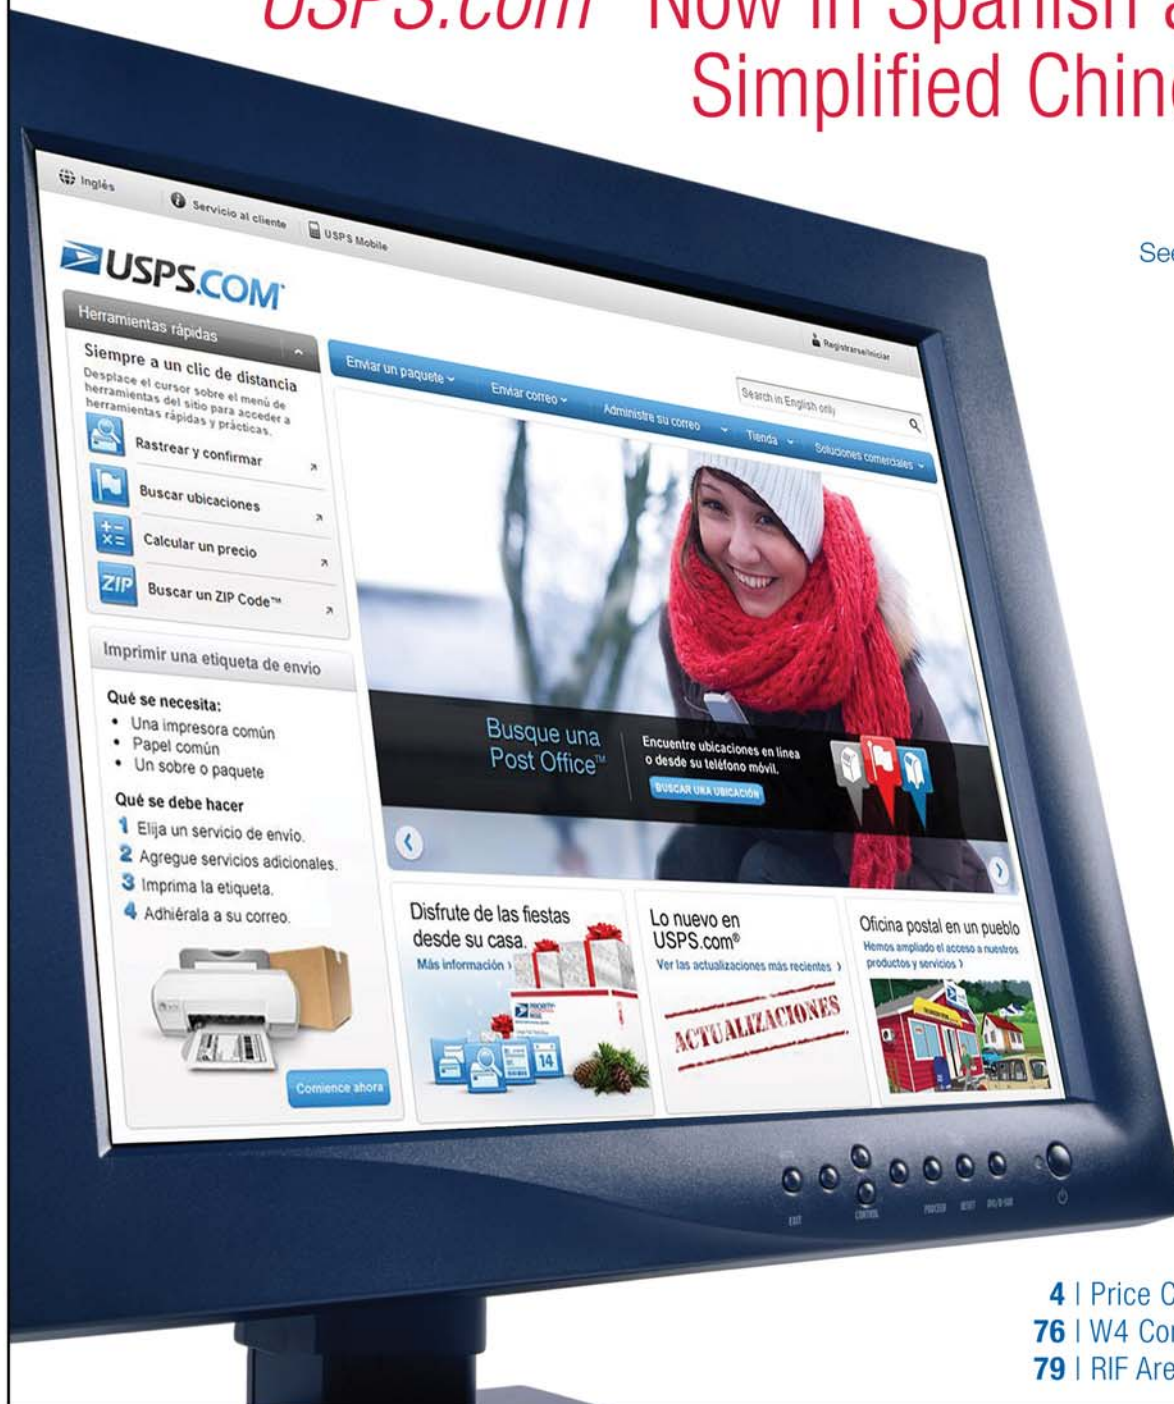 USPS.com Now in Spanish
Simplified
Inglés
Servicio al cliente
USPS Mobile
Registrarse/Iniciar
USPS.COM
Search in English only
Herramientas rápidas
Siempre a un clic de distancia
Desplace el cursor sobre el menú de
herramientas del sitio para acceder a
herramientas rápidas y prácticas.
Rastrear y confirmar
Buscar ubicaciones
Calcular un precio
ZIP Buscar un ZIP Code™
Enviar un paquete
Enviar correo
Administre su correo
Tienda
Soluciones comerciales
Imprimir una etiqueta de envío
Qué se necesita:
• Una impresora común
• Papel común
• Un sobre o paquete
Qué se debe hacer
1 Elija un servicio de envío.
2 Agregue servicios adicionales.
3 Imprima la etiqueta.
4 Adhiérala a su correo.
Comience ahora
Busque una
Post Office™
Encuentre ubicaciones en línea
o desde su teléfono móvil.
BUSCAR UNA UBICACIÓN
Disfrute de las fiestas
desde su casa.
Más información
PRIORITY
MAIL
14
Lo nuevo en
USPS.com®
Ver las actualizaciones más recientes
ACTUALIZACIONES
Oficina postal en un pueblo
Hemos ampliado el acceso a nuestros
productos y servicios
EXIT
CONTROL
RESET
4 | Price
76 | W4
79 | RIF